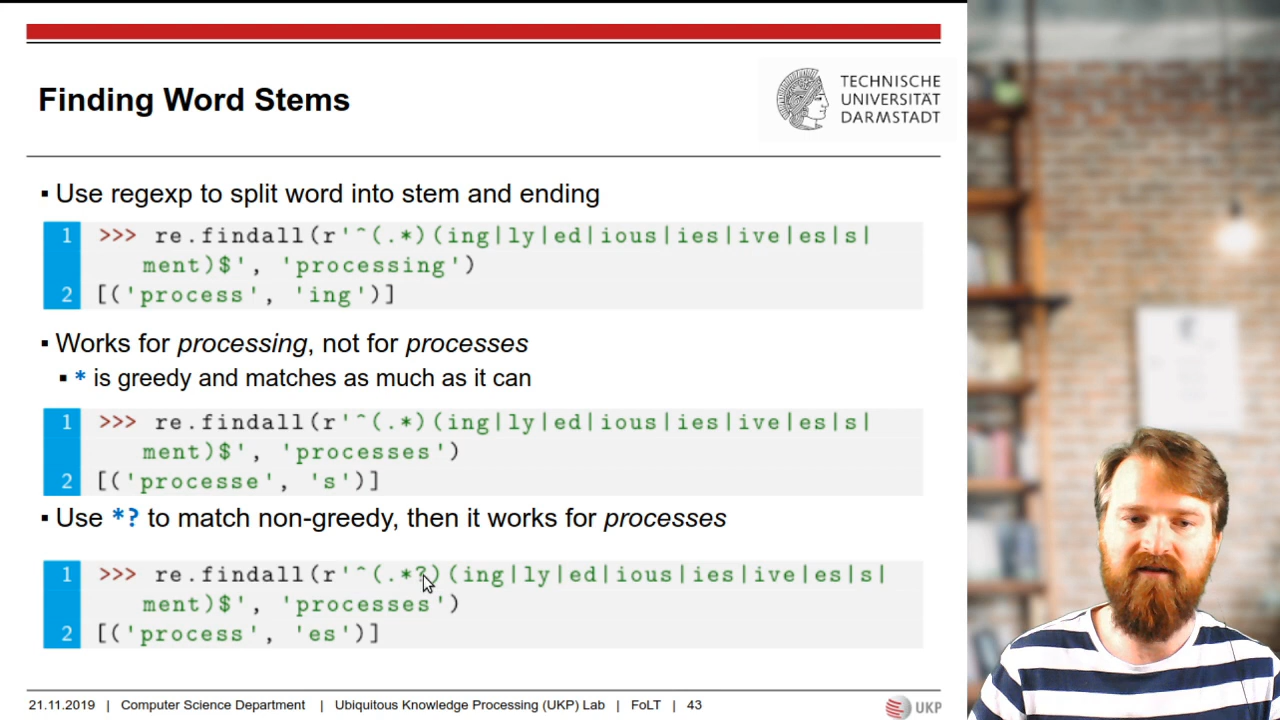 Finding Word Stems
TECHNISCHE
UNIVERSITÄT
DARMSTADT
▪ Use regexp to split word into stem and ending
1 >>> re.findall(r'^(.*)(ing|ly|ed|ious|ies|ive|es|s|
ment)$', 'processing')
2 [('process', 'ing')]
▪ Works for processing, not for processes
▪ * is greedy and matches as much as it can
1 >>> re.findall(r'^(.*)(ing|ly|ed|ious|ies|ive|es|s|
ment)$', 'processes')
2 [('processe', 's')]
▪ Use *? to match non-greedy, then it works for processes
1 >>> re.findall(r'^(.*?)(ing|ly|ed|ious|ies|ive|es|s|
ment)$', 'processes')
2 [('process', 'es')]
21.11.2019 | Computer Science Department | Ubiquitous Knowledge Processing (UKP) Lab | FoLT | 43
UKP